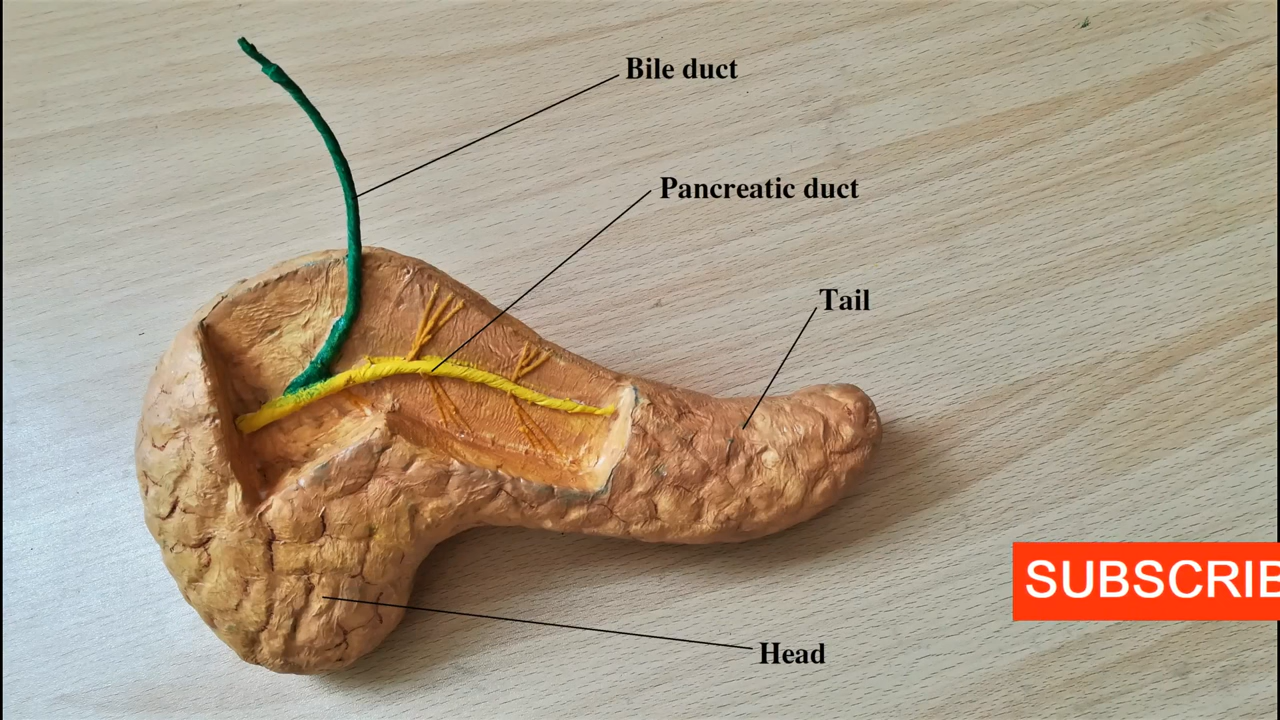 Bile duct
Pancreatic duct
Tail
SUBSCRIB
Head